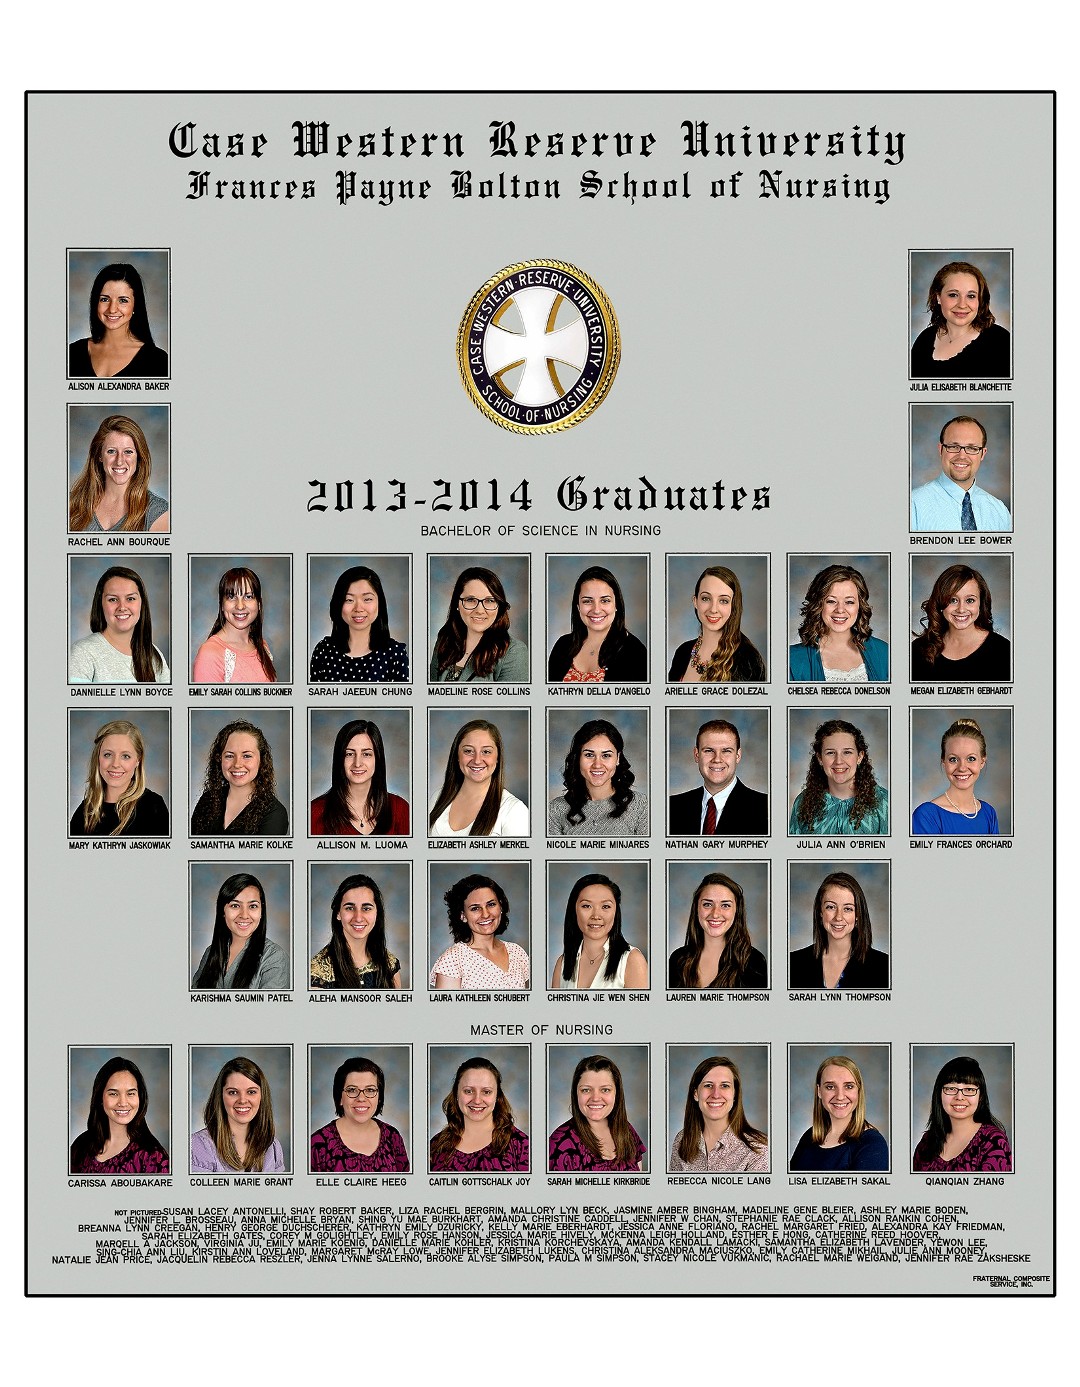 Case Western Reserve University
Frances Payne Bolton School of Nursing
CASE·WESTERN·RESERVE·UNIVERSITY
·SCHOOL·OF·NURSING·
ALISON ALEXANDRA BAKER
JULIA ELISABETH BLANCHETTE
RACHEL ANN BOURQUE
BRENDON LEE BOWER
2013-2014 Graduates
BACHELOR OF SCIENCE IN NURSING
DANNIELLE LYNN BOYCE
EMILY SARAH COLLINS BUCKNER
SARAH JAEEUN CHUNG
MADELINE ROSE COLLINS
KATHRYN DELLA D'ANGELO
ARIELLE GRACE DOLEZAL
CHELSEA REBECCA DONELSON
MEGAN ELIZABETH GEBHARDT
MARY KATHRYN JASKOWIAK
SAMANTHA MARIE KOLKE
ALLISON M. LUOMA
ELIZABETH ASHLEY MERKEL
NICOLE MARIE MINJARES
NATHAN GARY MURPHEY
JULIA ANN O'BRIEN
EMILY FRANCES ORCHARD
KARISHMA SAUMIN PATEL
ALEHA MANSOOR SALEH
LAURA KATHLEEN SCHUBERT
CHRISTINA JIE WEN SHEN
LAUREN MARIE THOMPSON
SARAH LYNN THOMPSON
MASTER OF NURSING
CARISSA ABOUBAKARE
COLLEEN MARIE GRANT
ELLE CLAIRE HEEG
CAITLIN GOTTSCHALK JOY
SARAH MICHELLE KIRKBRIDE
REBECCA NICOLE LANG
LISA ELIZABETH SAKAL
QIANQIAN ZHANG
NOT PICTURED-SUSAN LACEY ANTONELLI, SHAY ROBERT BAKER, LIZA RACHEL BERGRIN, MALLORY LYN BECK, JASMINE AMBER BINGHAM, MADELINE GENE BLEIER, ASHLEY MARIE BODEN,
JENNIFER L. BROSSEAU, ANNA MICHELLE BRYAN, SHING YU MAE BURKHART, AMANDA CHRISTINE CADDELL, JENNIFER W CHAN, STEPHANIE RAE CLACK, ALLISON RANKIN COHEN,
BREANNA LYNN CREEGAN, HENRY GEORGE DUCHSCHERER, KATHRYN EMILY DZURICKY, KELLY MARIE EBERHARDT, JESSICA ANNE FLORIANO, RACHEL MARGARET FRIED, ALEXANDRA KAY FRIEDMAN,
SARAH ELIZABETH GATES, COREY M GOLIGHTLEY, EMILY ROSE HANSON, JESSICA MARIE HIVELY, MCKENNA LEIGH HOLLAND, ESTHER E HONG, CATHERINE REED HOOVER,
MARQELL A JACKSON, VIRGINIA JU, EMILY MARIE KOENIG, DANIELLE MARIE KOHLER, KRISTINA KORCHEVSKAYA, AMANDA KENDALL LAMACKI, SAMANTHA ELIZABETH LAVENDER, YEWON LEE,
SING-CHIA ANN LIU, KIRSTIN ANN LOVELAND, MARGARET McRAY LOWE, JENNIFER ELIZABETH LUKENS, CHRISTINA ALEKSANDRA MACIUSZKO, EMILY CATHERINE MIKHAIL, JULIE ANN MOONEY,
NATALIE JEAN PRICE, JACQUELIN REBECCA RESZLER, JENNA LYNNE SALERNO, BROOKE ALYSE SIMPSON, PAULA M SIMPSON, STACEY NICOLE VUKMANIC, RACHAEL MARIE WEIGAND, JENNIFER RAE ZAKSHESKE
FRATERNAL COMPOSITE
SERVICE, INC.